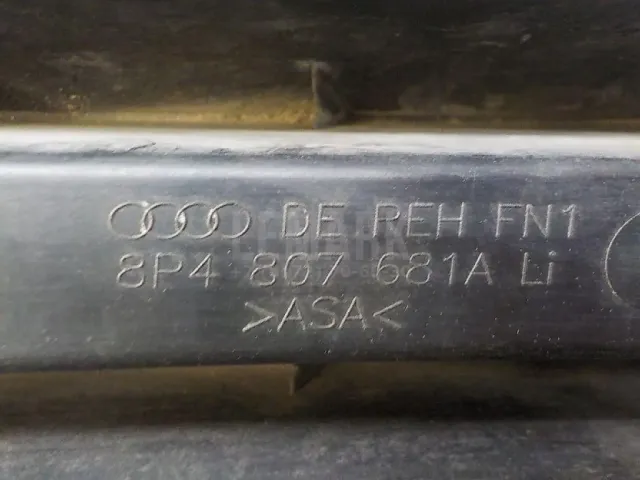 DE REH FN1
8P4 807 681A Li
>ASA<